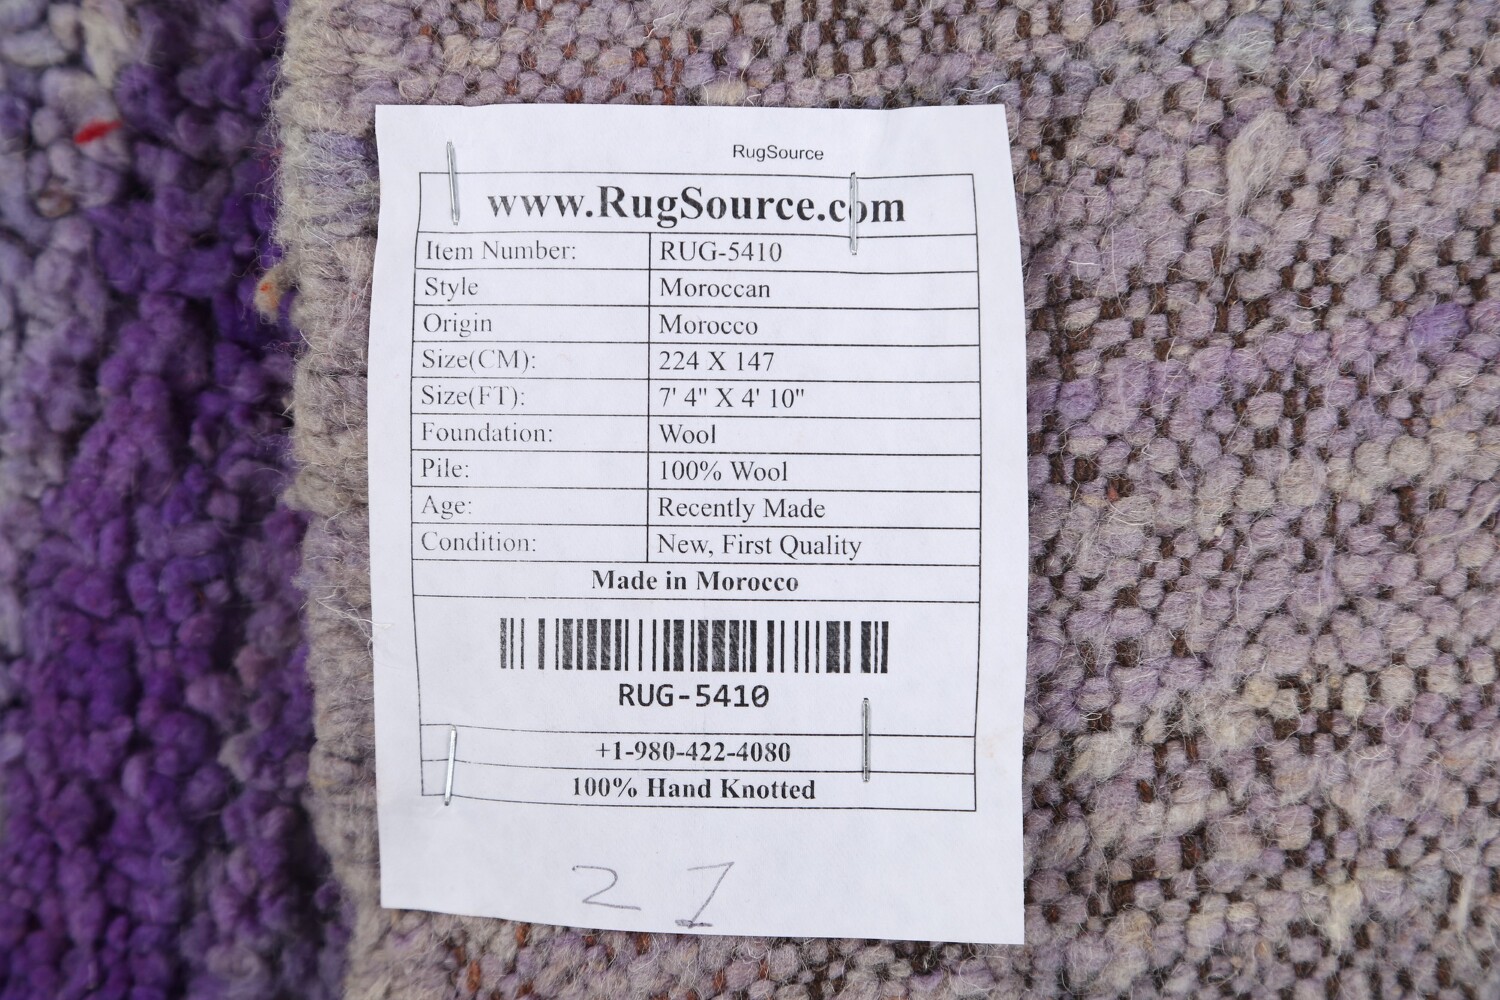 RugSource
www.RugSource.com
Item Number: RUG-5410
Style Moroccan
Origin Morocco
Size(CM): 224 X 147
Size(FT): 7' 4" X 4' 10"
Foundation: Wool
Pile: 100% Wool
Age: Recently Made
Condition: New, First Quality
Made in Morocco
RUG-5410
+1-980-422-4080
100% Hand Knotted
21